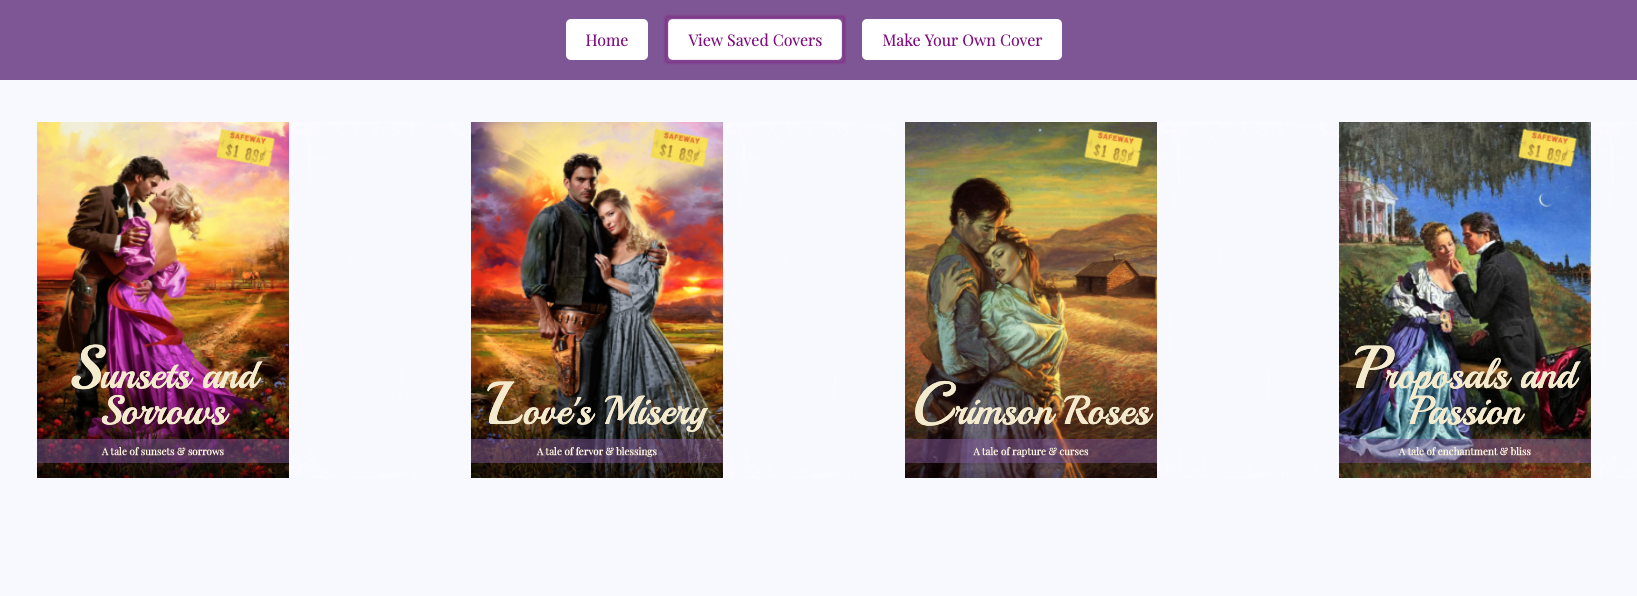 Home
View Saved Covers
Make Your Own Cover
SAFEWAY
$1 89¢
Sunsets and
Sorrows
A tale of sunsets & sorrows
SAFEWAY
$1 89¢
Love's Misery
A tale of fervor & blessings
SAFEWAY
$1 89¢
Crimson Roses
A tale of rapture & curses
SAFEWAY
$1 89¢
Proposals and
Passion
A tale of enchantment & bliss